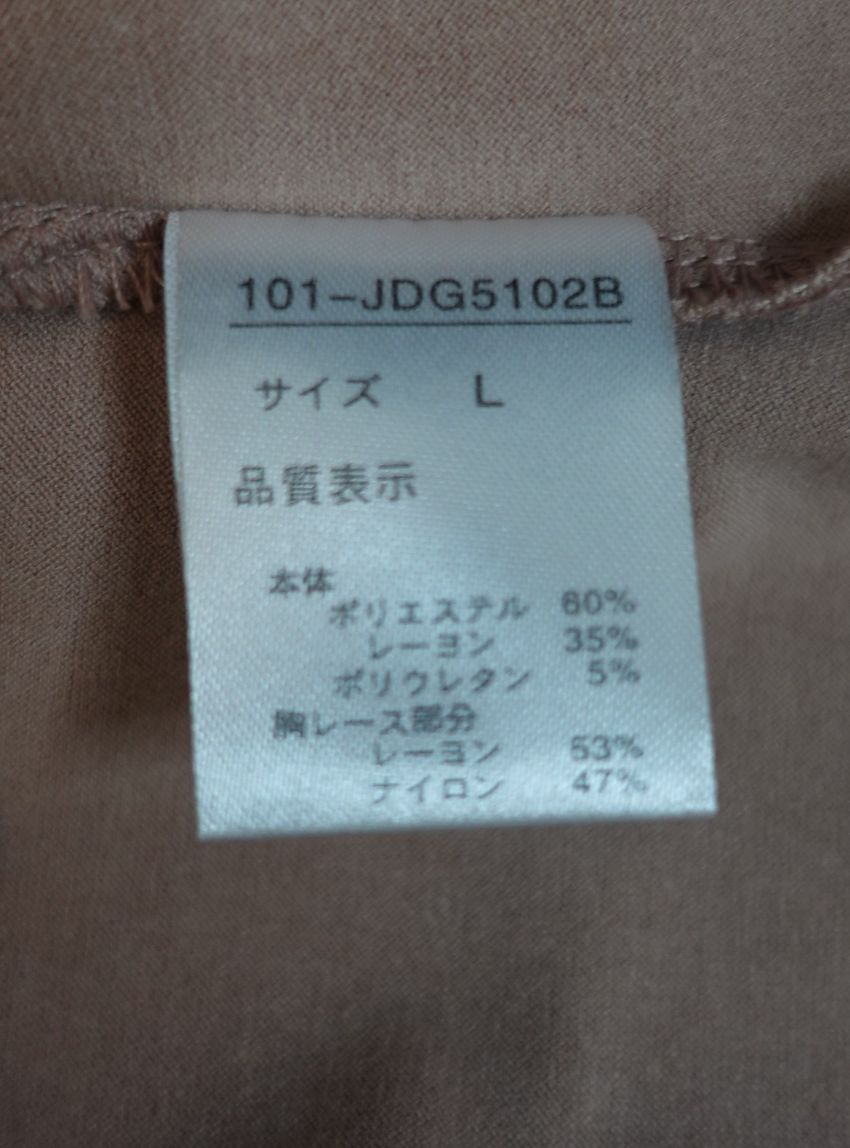 101-JDG5102B
サイズ L
品質表示
本体
ポリエステル 60%
レーヨン 35%
ポリウレタン 5%
胸レース部分
レーヨン 53%
ナイロン 47%